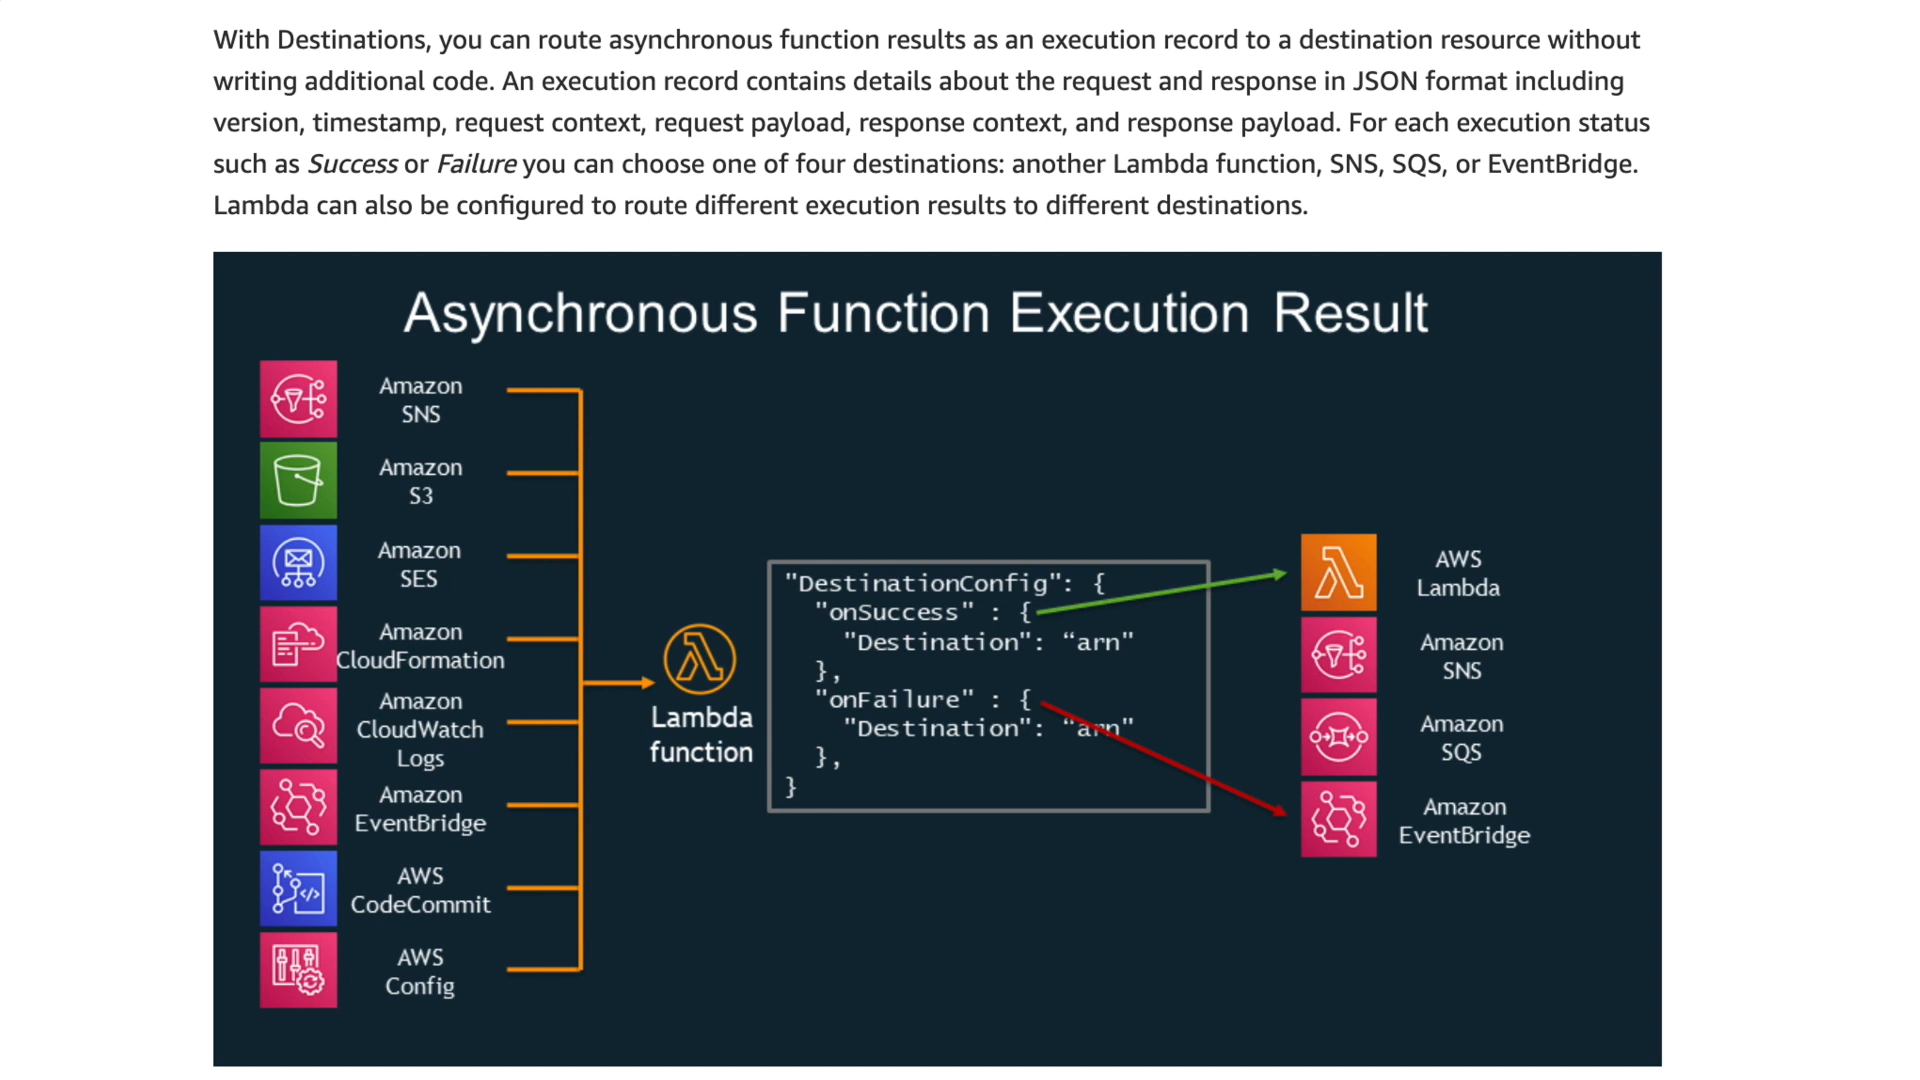 With Destinations, you can route asynchronous function results as an execution record to a destination resource without
writing additional code. An execution record contains details about the request and response in JSON format including
version, timestamp, request context, request payload, response context, and response payload. For each execution status
such as Success or Failure you can choose one of four destinations: another Lambda function, SNS, SQS, or EventBridge.
Lambda can also be configured to route different execution results to different destinations.
Asynchronous Function Execution Result
Amazon
SNS
Amazon
S3
Amazon
SES
Amazon
CloudFormation
Amazon
CloudWatch
Logs
Amazon
EventBridge
AWS
CodeCommit
AWS
Config
Lambda
function
"DestinationConfig": {
"onSuccess" : {
"Destination": “arn"
},
"onFailure" : {
"Destination": “arn"
},
}
AWS
Lambda
Amazon
SNS
Amazon
SQS
Amazon
EventBridge